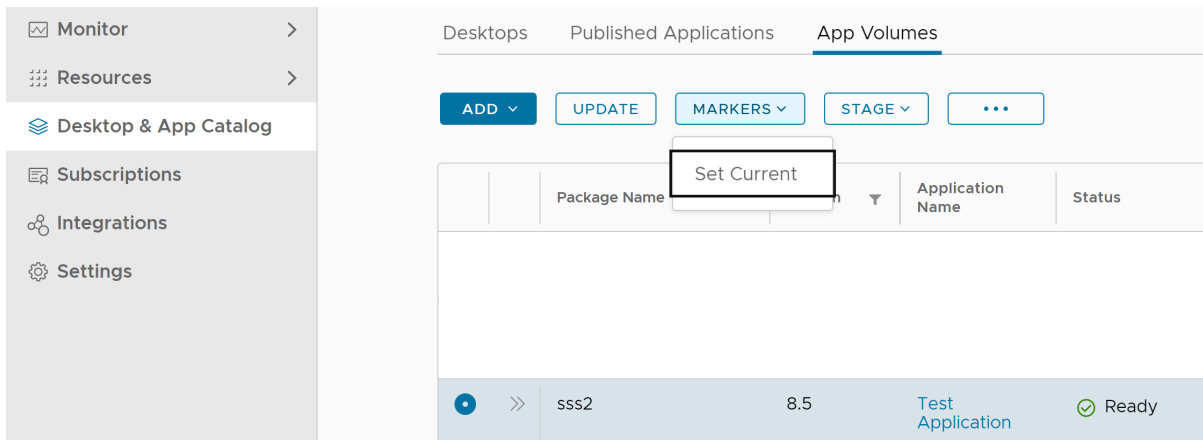 Monitor
Resources
Desktop & App Catalog
Subscriptions
Integrations
Settings
Desktops Published Applications App Volumes
ADD UPDATE MARKERS STAGE •••
Set Current
Package Name Application Name Status
sss2 8.5 Test Application Ready